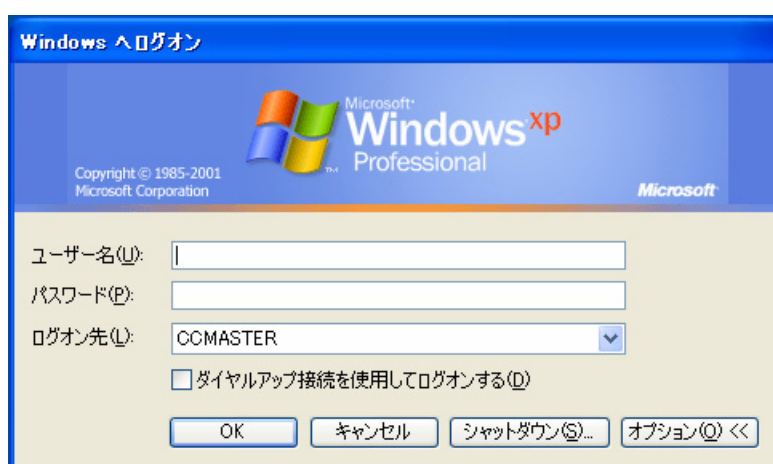 Windows へログオン
Microsoft
Windows xp
Professional
TM
Copyright © 1985-2001
Microsoft Corporation
Microsoft
ユーザー名(U):
パスワード(P):
ログオン先(L): CCMASTER
ダイヤルアップ接続を使用してログオンする(D)
OK キャンセル シャットダウン(S)... オプション(O) <<